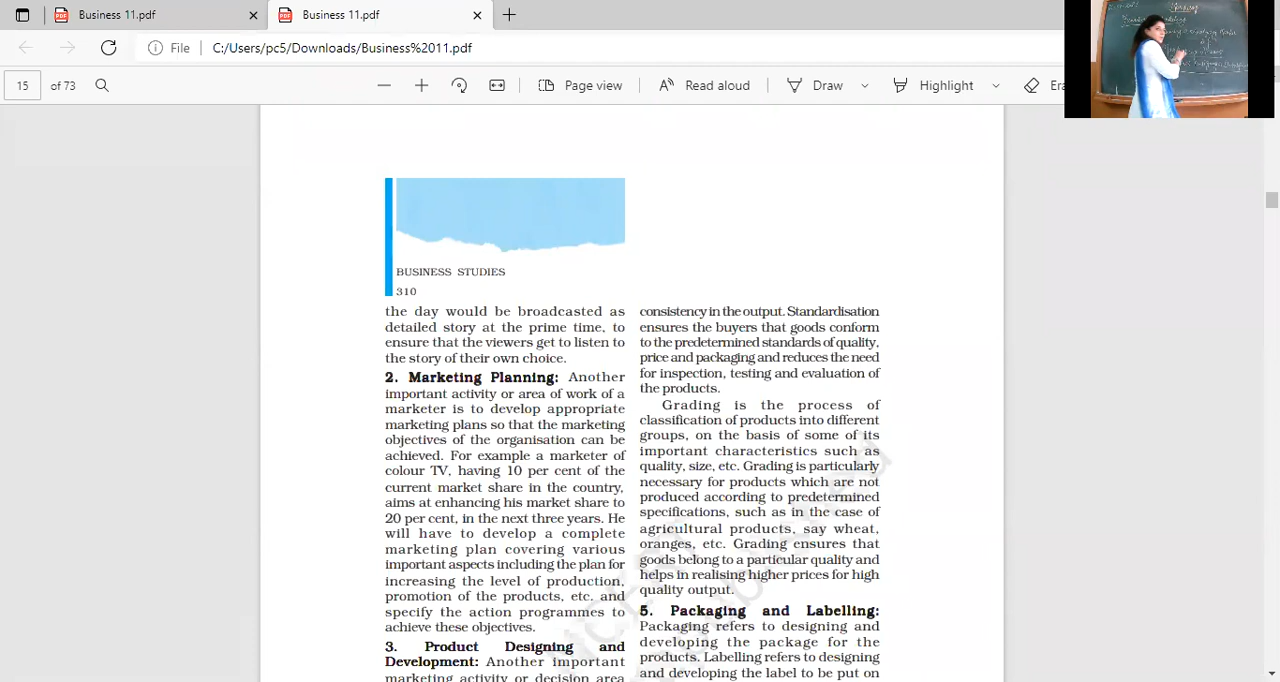 Business 11.pdf
Business 11.pdf
File
C:/Users/pc5/Downloads/Business%2011.pdf
15 of 73
Page view
Read aloud
Draw
Highlight
Era
BUSINESS STUDIES
310
the day would be broadcasted as
detailed story at the prime time, to
ensure that the viewers get to listen to
the story of their own choice.
2. Marketing Planning: Another
important activity or area of work of a
marketer is to develop appropriate
marketing plans so that the marketing
objectives of the organisation can be
achieved. For example a marketer of
colour TV, having 10 per cent of the
current market share in the country,
aims at enhancing his market share to
20 per cent, in the next three years. He
will have to develop a complete
marketing plan covering various
important aspects including the plan for
increasing the level of production,
promotion of the products, etc. and
specify the action programmes to
achieve these objectives.
3. Product Designing and
Development: Another important
marketing activity or decision area
consistency in the output. Standardisation
ensures the buyers that goods conform
to the predetermined standards of quality,
price and packaging and reduces the need
for inspection, testing and evaluation of
the products.
Grading is the process of
classification of products into different
groups, on the basis of some of its
important characteristics such as
quality, size, etc. Grading is particularly
necessary for products which are not
produced according to predetermined
specifications, such as in the case of
agricultural products, say wheat,
oranges, etc. Grading ensures that
goods belong to a particular quality and
helps in realising higher prices for high
quality output.
5. Packaging and Labelling:
Packaging refers to designing and
developing the package for the
products. Labelling refers to designing
and developing the label to be put on